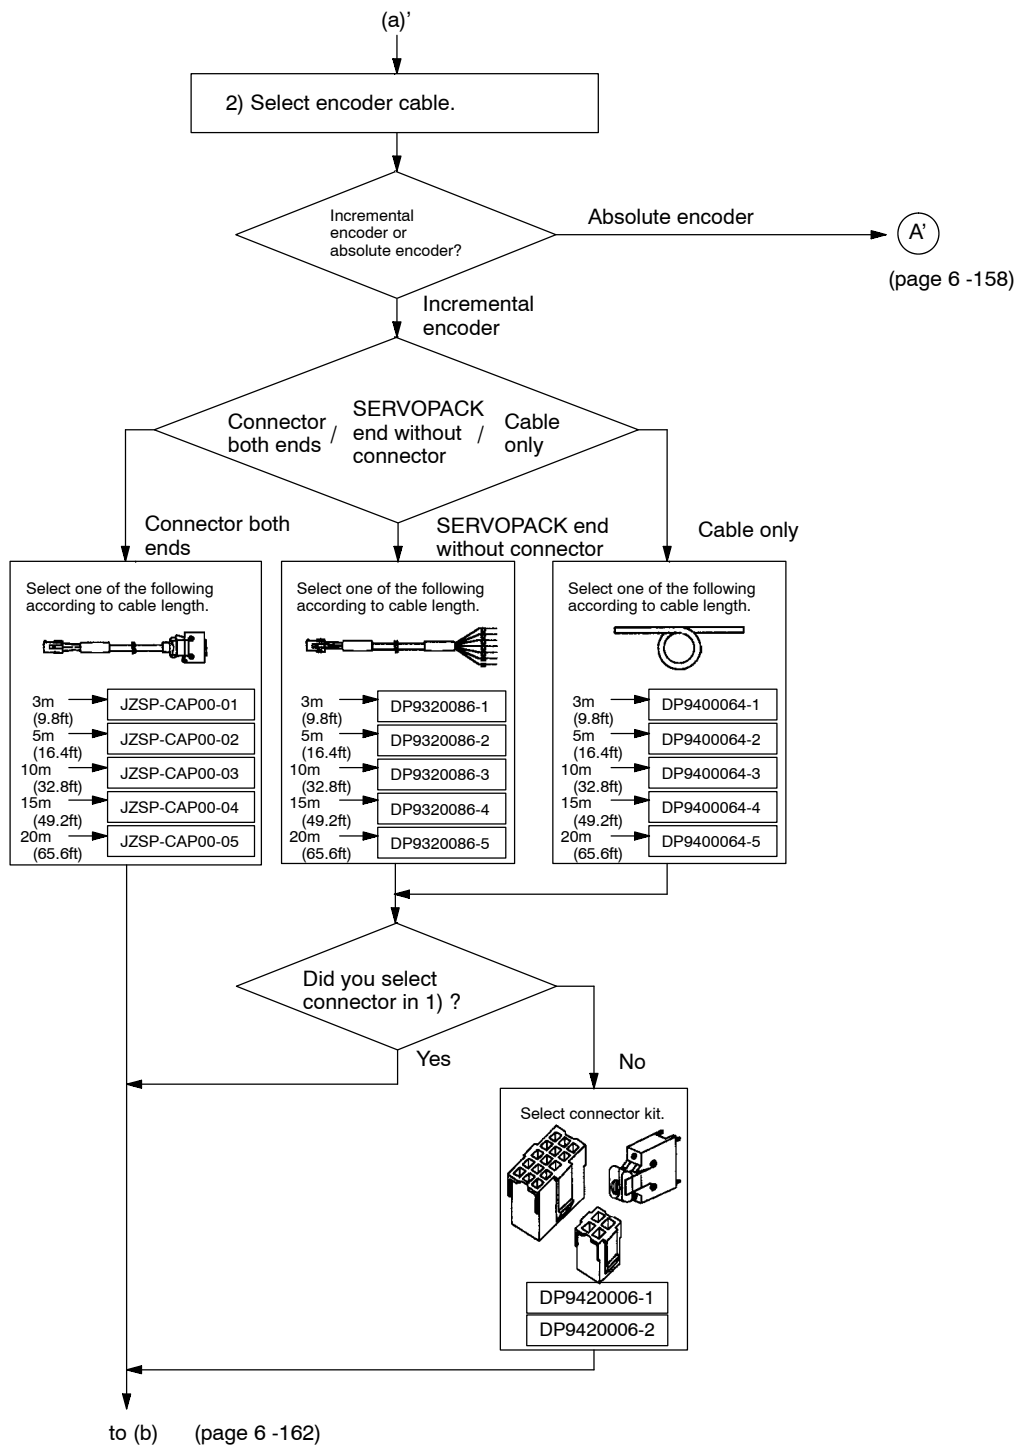 (a)’
2) Select encoder cable.
Incremental
encoder or
absolute encoder?
Absolute encoder
A’
(page 6 -158)
Incremental
encoder
Connector
both ends
/
SERVOPACK
end without
connector
/
Cable
only
Connector both
ends
SERVOPACK end
without connector
Cable only
Select one of the following
according to cable length.
3m
(9.8ft)
JZSP-CAP00-01
5m
(16.4ft)
JZSP-CAP00-02
10m
(32.8ft)
JZSP-CAP00-03
15m
(49.2ft)
JZSP-CAP00-04
20m
(65.6ft)
JZSP-CAP00-05
Select one of the following
according to cable length.
3m
(9.8ft)
DP9320086-1
5m
(16.4ft)
DP9320086-2
10m
(32.8ft)
DP9320086-3
15m
(49.2ft)
DP9320086-4
20m
(65.6ft)
DP9320086-5
Select one of the following
according to cable length.
3m
(9.8ft)
DP9400064-1
5m
(16.4ft)
DP9400064-2
10m
(32.8ft)
DP9400064-3
15m
(49.2ft)
DP9400064-4
20m
(65.6ft)
DP9400064-5
Did you select
connector in 1) ?
Yes
No
Select connector kit.
DP9420006-1
DP9420006-2
to (b) (page 6 -162)